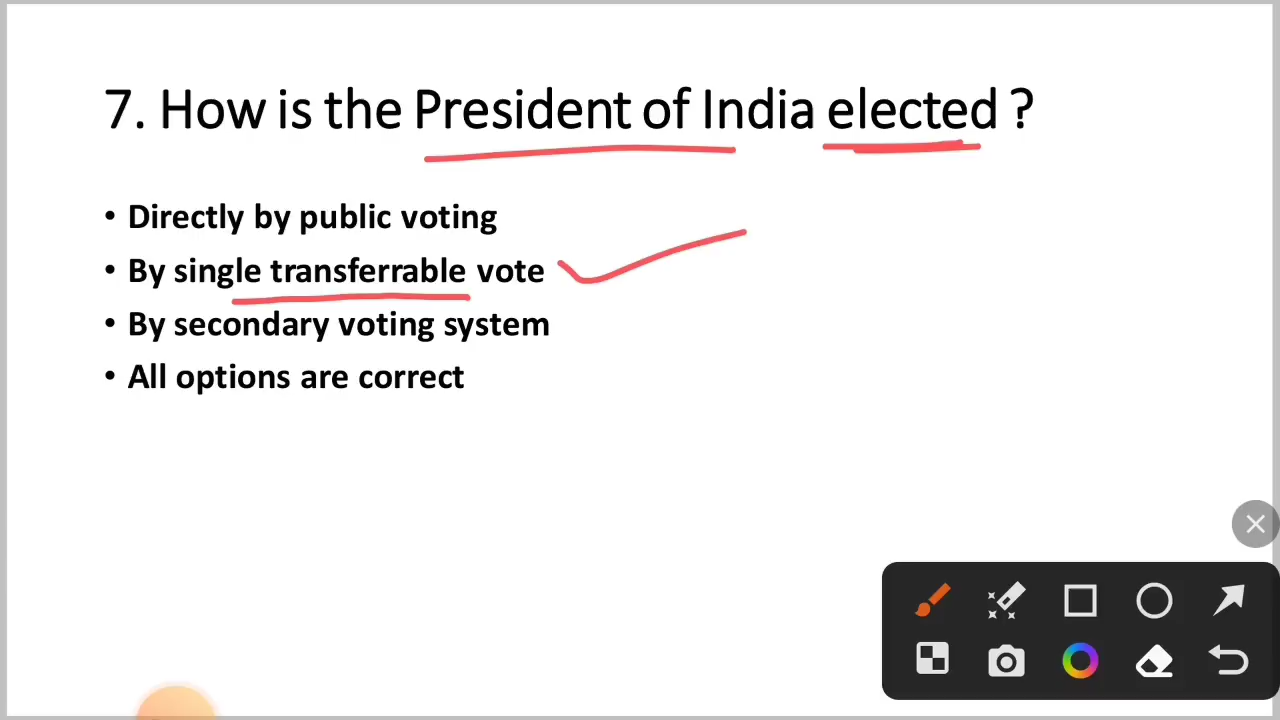 7. How is the President of India elected ?
• Directly by public voting
• By single transferrable vote
• By secondary voting system
• All options are correct